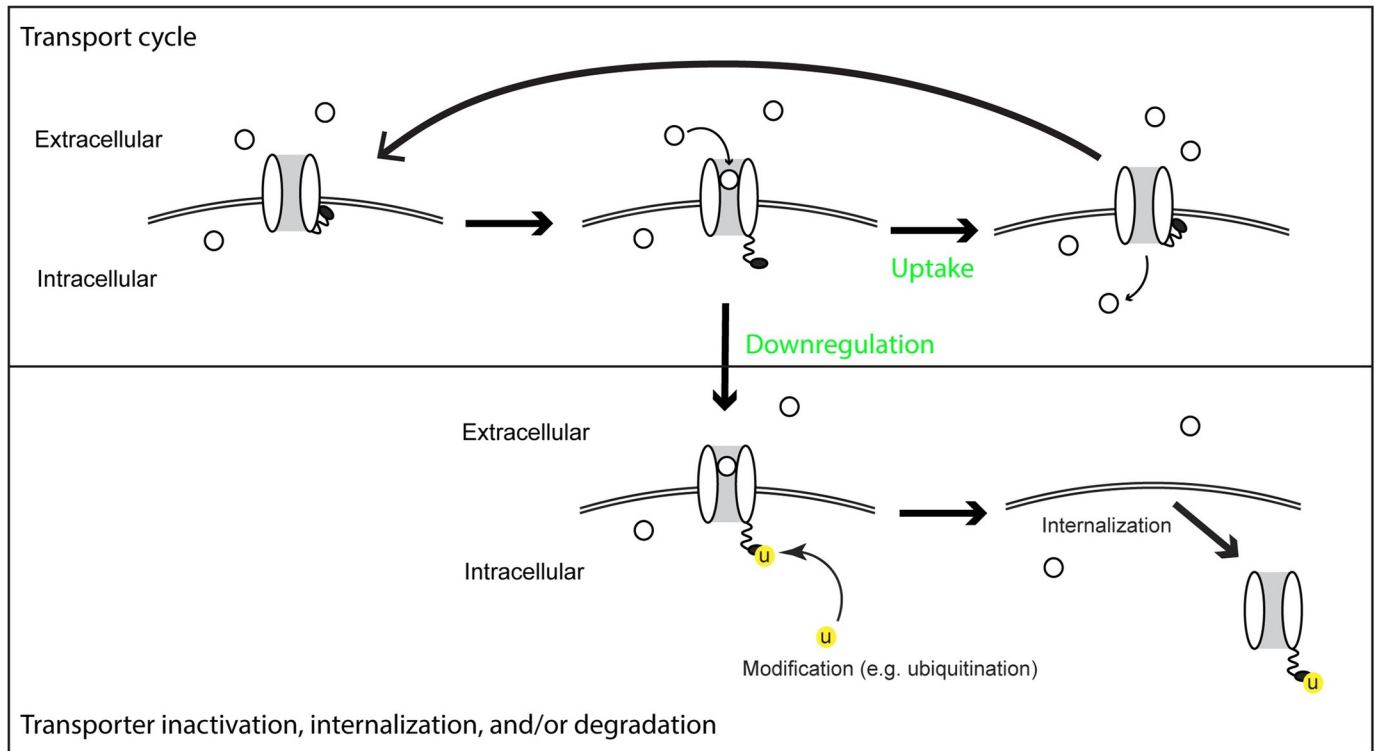 Transport cycle
Extracellular
Intracellular
Uptake
Downregulation
Extracellular
Intracellular
u
u
Modification (e.g. ubiquitination)
Internalization
u
Transporter inactivation, internalization, and/or degradation